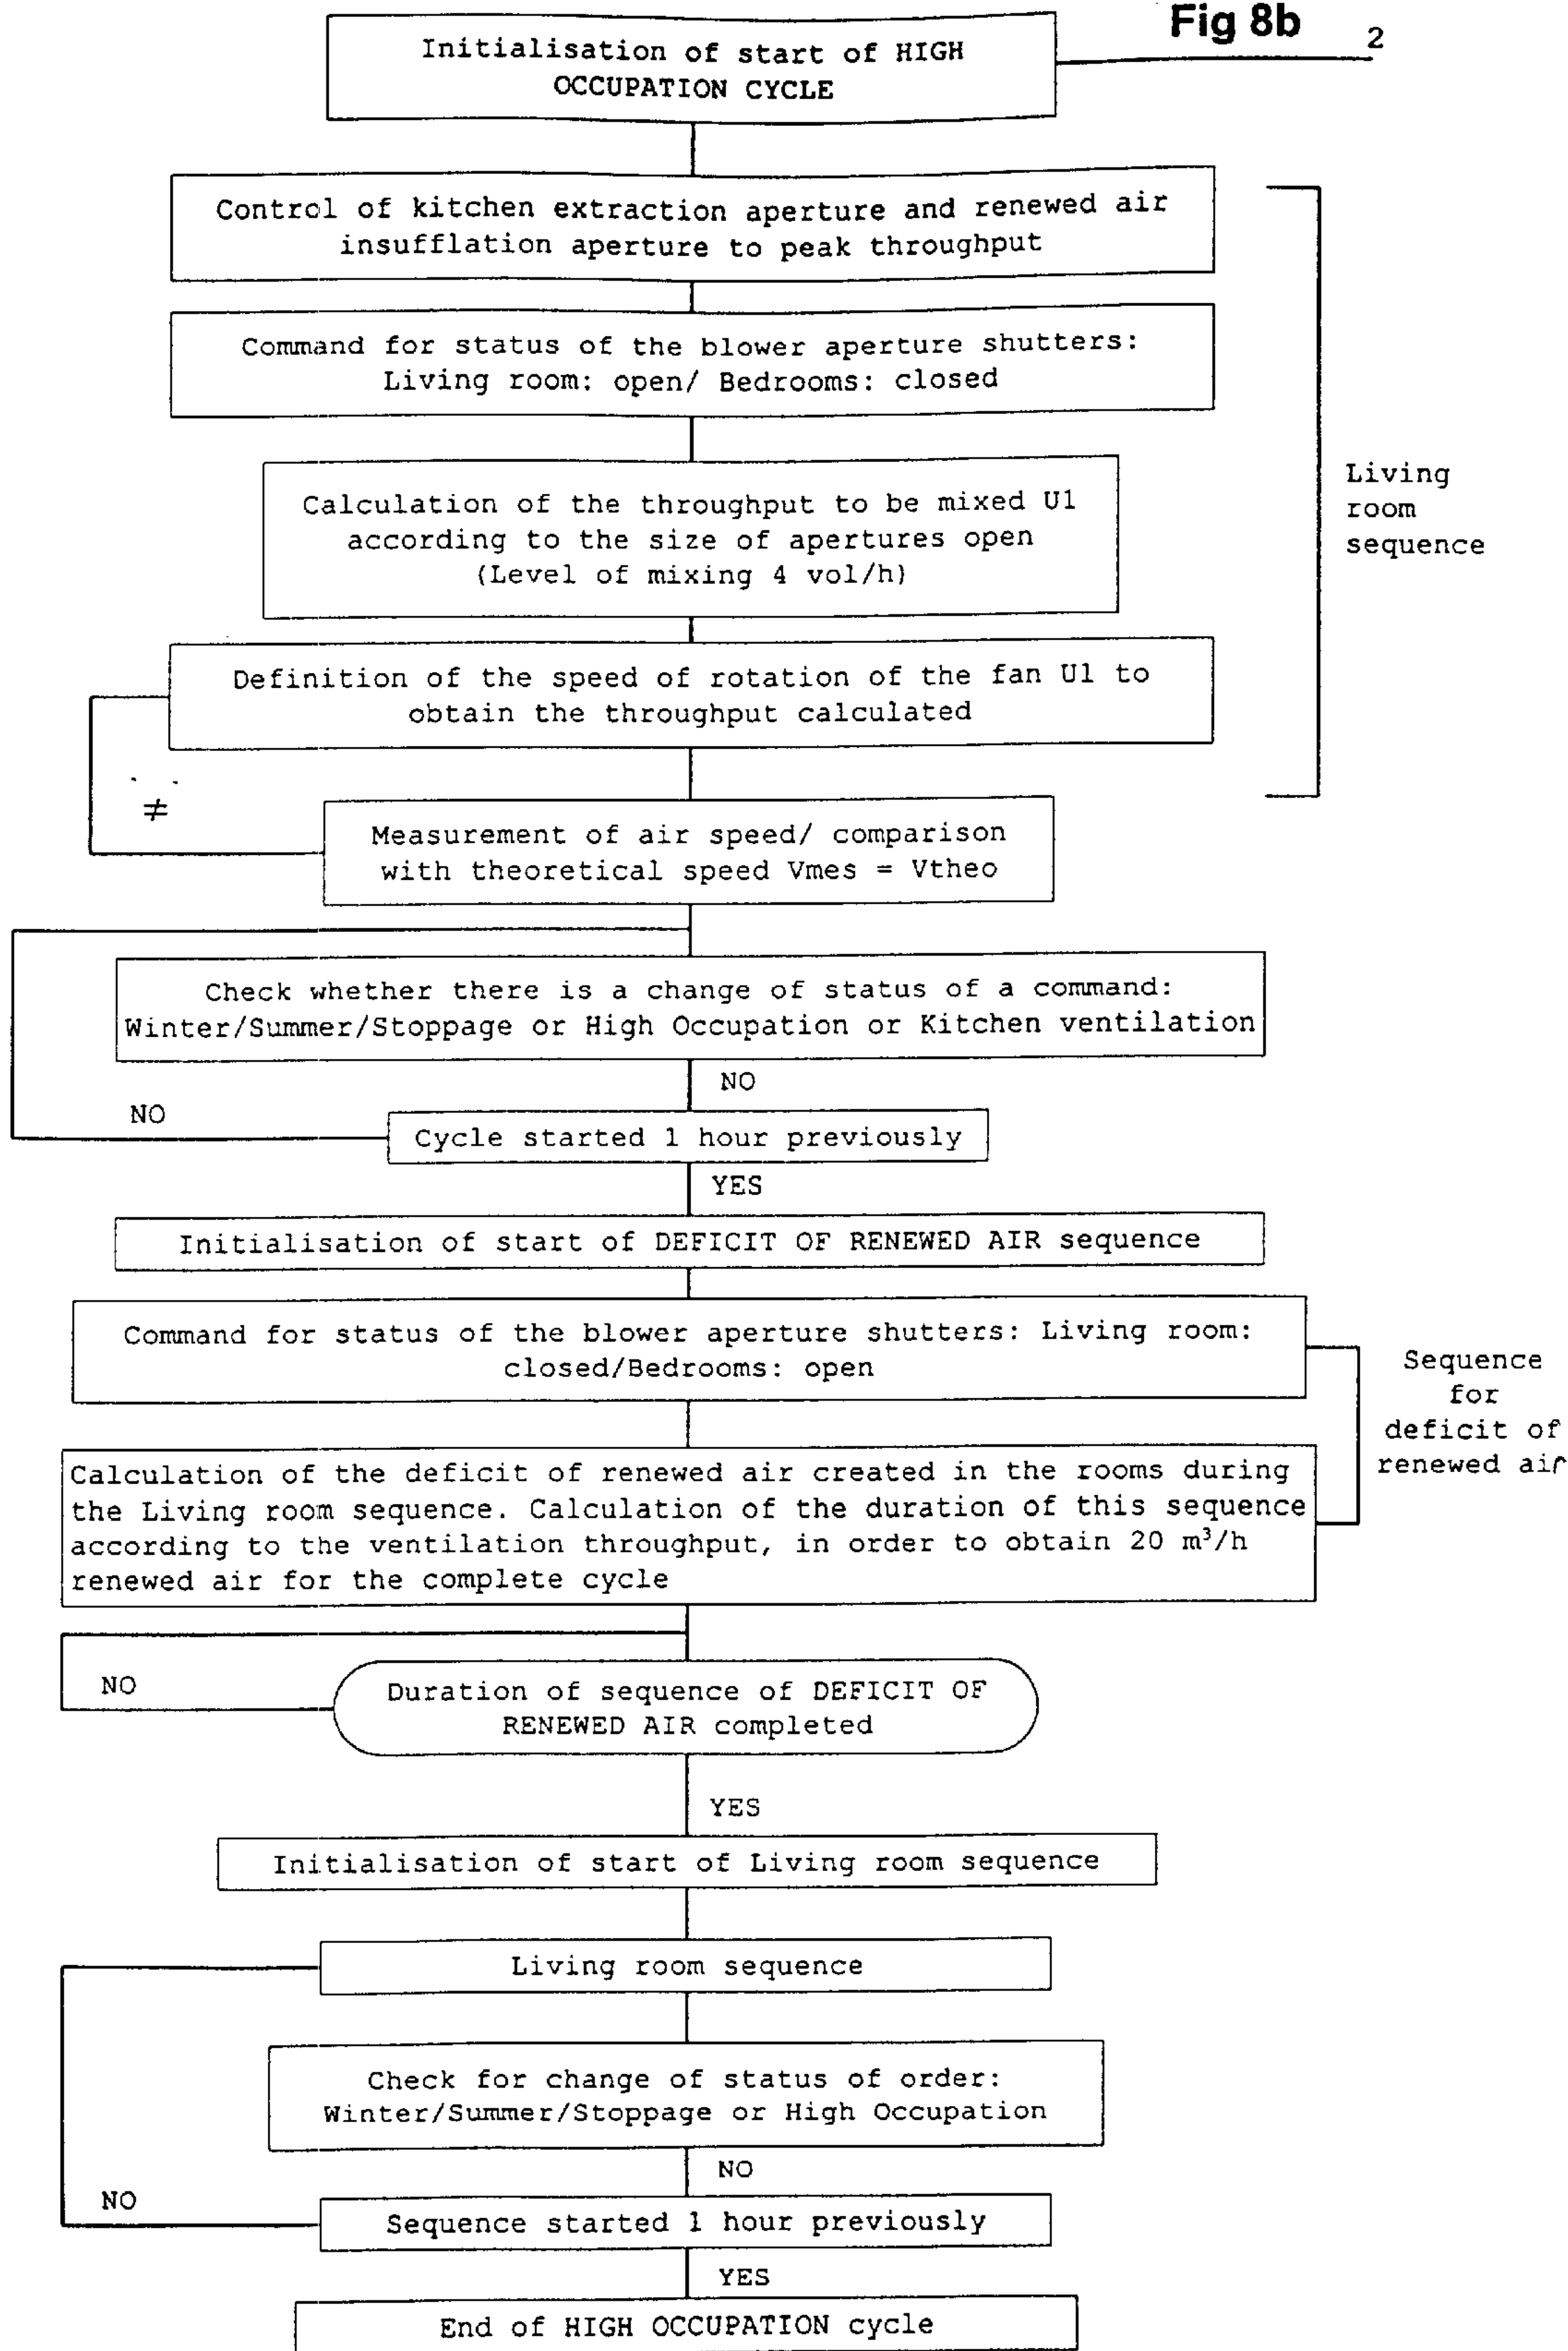 Fig 8b
2
Initialisation of start of HIGH
OCCUPATION CYCLE
Control of kitchen extraction aperture and renewed air
insufflation aperture to peak throughput
Command for status of the blower aperture shutters:
Living room: open/ Bedrooms: closed
Calculation of the throughput to be mixed U1
according to the size of apertures open
(Level of mixing 4 vol/h)
Living
room
sequence
Definition of the speed of rotation of the fan U1 to
obtain the throughput calculated
≠
Measurement of air speed/ comparison
with theoretical speed Vmes = Vtheo
Check whether there is a change of status of a command:
Winter/Summer/Stoppage or High Occupation or Kitchen ventilation
NO
NO
Cycle started 1 hour previously
YES
Initialisation of start of DEFICIT OF RENEWED AIR sequence
Command for status of the blower aperture shutters: Living room:
closed/Bedrooms: open
Sequence
for
deficit of
renewed air
Calculation of the deficit of renewed air created in the rooms during
the Living room sequence. Calculation of the duration of this sequence
according to the ventilation throughput, in order to obtain 20 m³/h
renewed air for the complete cycle
NO
Duration of sequence of DEFICIT OF
RENEWED AIR completed
YES
Initialisation of start of Living room sequence
Living room sequence
Check for change of status of order:
Winter/Summer/Stoppage or High Occupation
NO
NO
Sequence started 1 hour previously
YES
End of HIGH OCCUPATION cycle